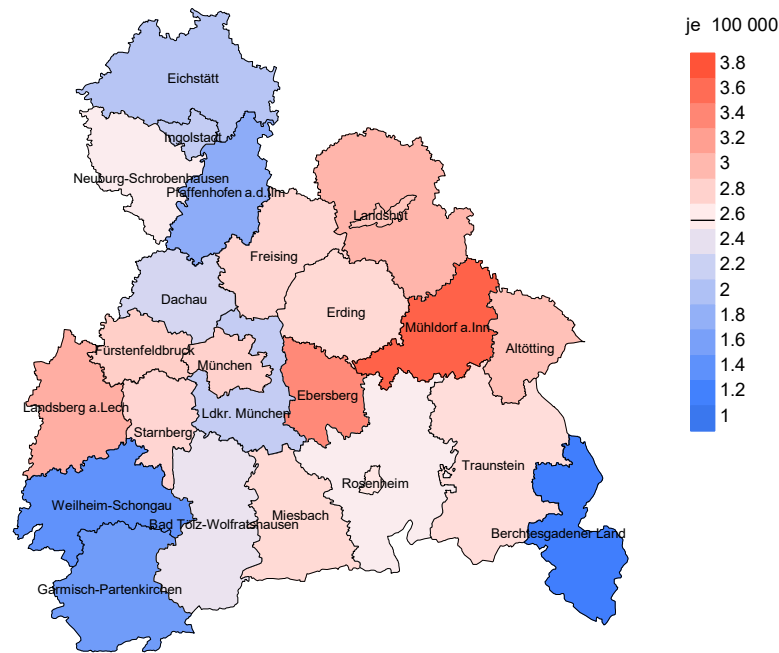 je 100 000
3.8
3.6
3.4
3.2
3
2.8
2.6
2.4
2.2
2
1.8
1.6
1.4
1.2
1
Eichstätt
Ingolstadt
Neuburg-Schrobenhausen
Pfaffenhofen a.d.Ilm
Landshut
Freising
Dachau
Erding
Mühldorf a.Inn
Altötting
Fürstenfeldbruck
München
Ebersberg
Landsberg a.Lech
Ldkr. München
Starnberg
Traunstein
Rosenheim
Weilheim-Schongau
Miesbach
Bad Tölz-Wolfratshausen
Berchtesgadener Land
Garmisch-Partenkirchen